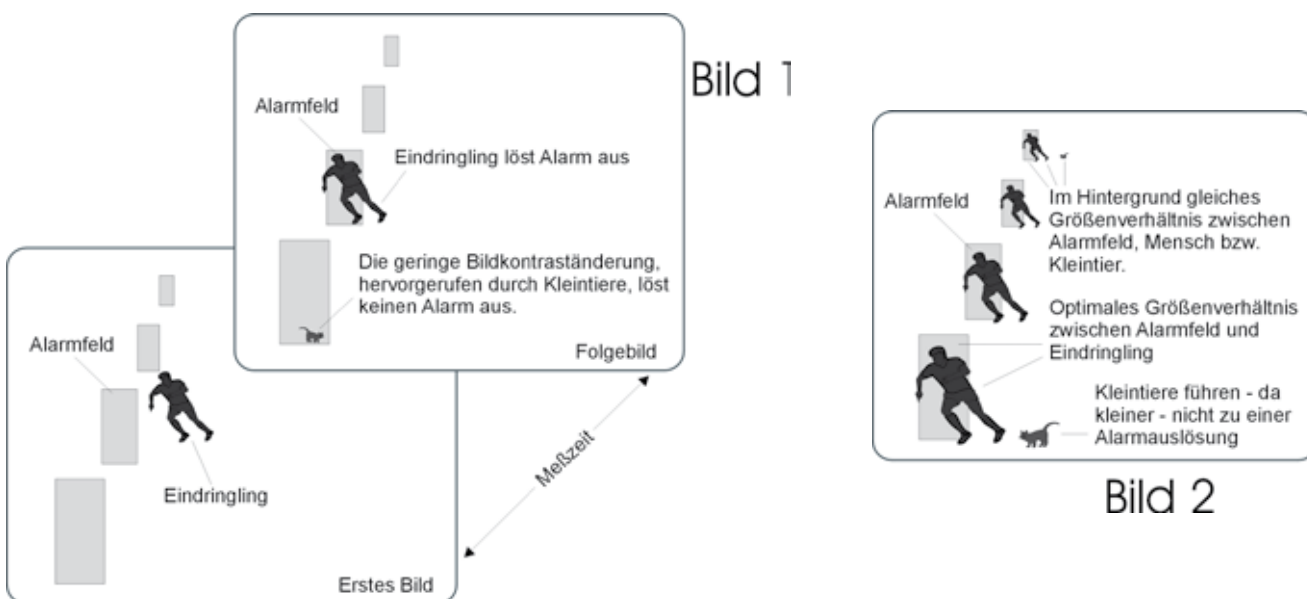 Bild 1
Alarmfeld
Eindringling löst Alarm aus
Die geringe Bildkontraständerung,
hervorgerufen durch Kleintiere, löst
keinen Alarm aus.
Folgebild
Alarmfeld
Eindringling
Meßzeit
Erstes Bild
Alarmfeld
Im Hintergrund gleiches
Größenverhältnis zwischen
Alarmfeld, Mensch bzw.
Kleintier.
Optimales Größenverhältnis
zwischen Alarmfeld und
Eindringling
Kleintiere führen - da
kleiner - nicht zu einer
Alarmauslösung
Bild 2